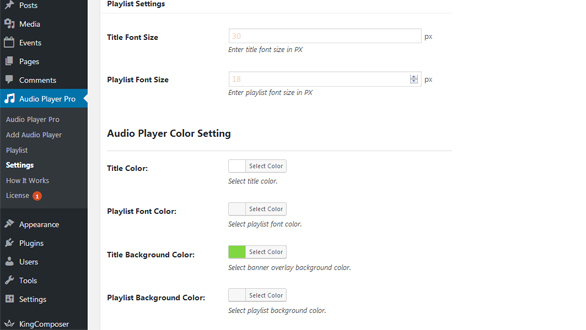 Posts
Media
Events
Pages
Comments
Audio Player Pro
Audio Player Pro
Add Audio Player
Playlist
Settings
How It Works
License 1
Appearance
Plugins
Users
Tools
Settings
KingComposer
Playlist Settings
Title Font Size
30 px
Enter title font size in PX
Playlist Font Size
18 px
Enter playlist font size in PX
Audio Player Color Setting
Title Color:
Select Color
Select title color.
Playlist Font Color:
Select Color
Select playlist font color.
Title Background Color:
Select Color
Select banner overlay background color.
Playlist Background Color:
Select Color
Select playlist background color.